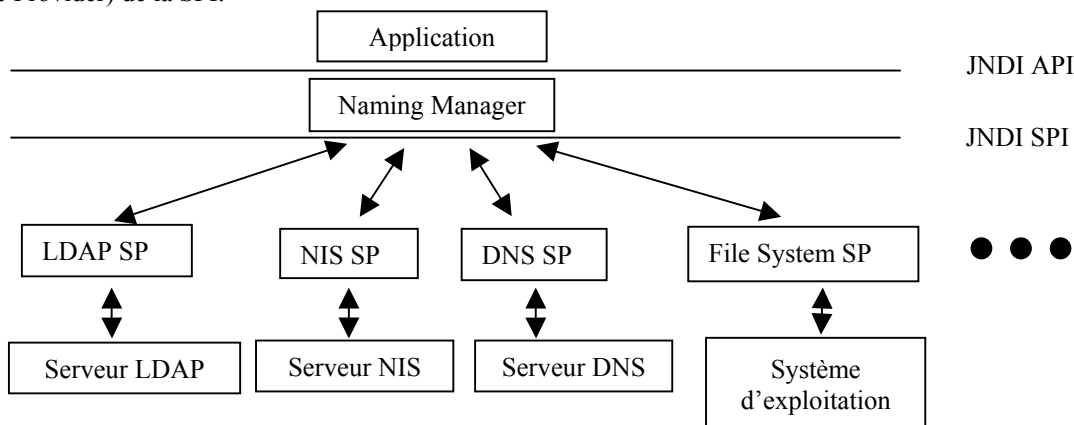 Provider) de la SPI.
Application
JNDI API
Naming Manager
JNDI SPI
LDAP SP
NIS SP
DNS SP
File System SP
Serveur LDAP
Serveur NIS
Serveur DNS
Système
d’exploitation